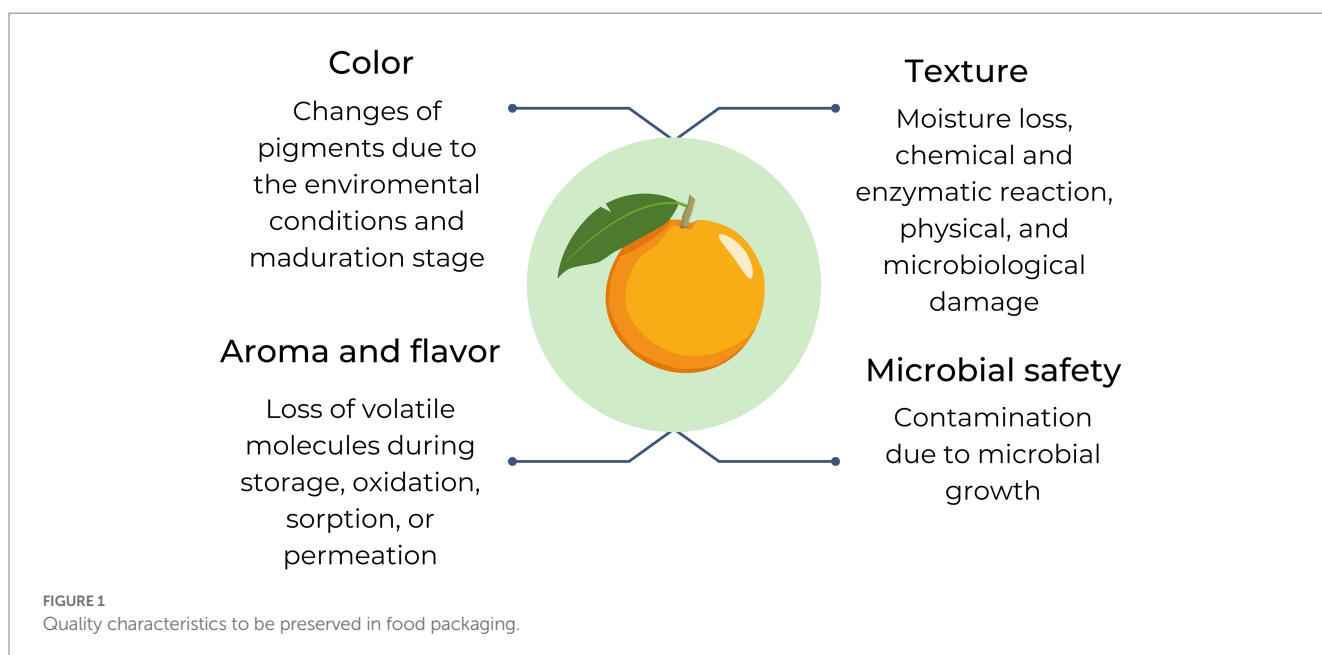 Color
Changes of
pigments due to
the enviromental
conditions and
maduration stage
Texture
Moisture loss,
chemical and
enzymatic reaction,
physical, and
microbiological
damage
Aroma and flavor
Loss of volatile
molecules during
storage, oxidation,
sorption, or
permeation
Microbial safety
Contamination
due to microbial
growth
FIGURE 1
Quality characteristics to be preserved in food packaging.